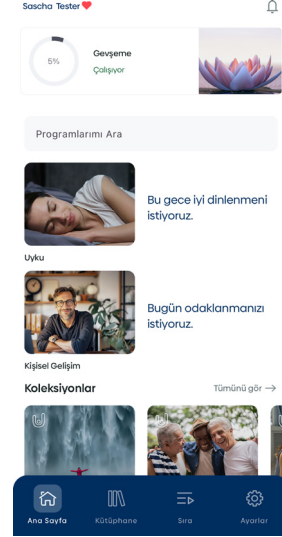 Sascha Tester❤️
5%
Gevşeme
Çalışıyor
Programlarımı Ara
Bu gece iyi dinlenmeni
istiyoruz.
Uyku
Bugün odaklanmanızı
istiyoruz.
Kişisel Gelişim
Koleksiyonlar
Tümünü gör →
Ana Sayfa
Kütüphane
Sıra
Ayarlar